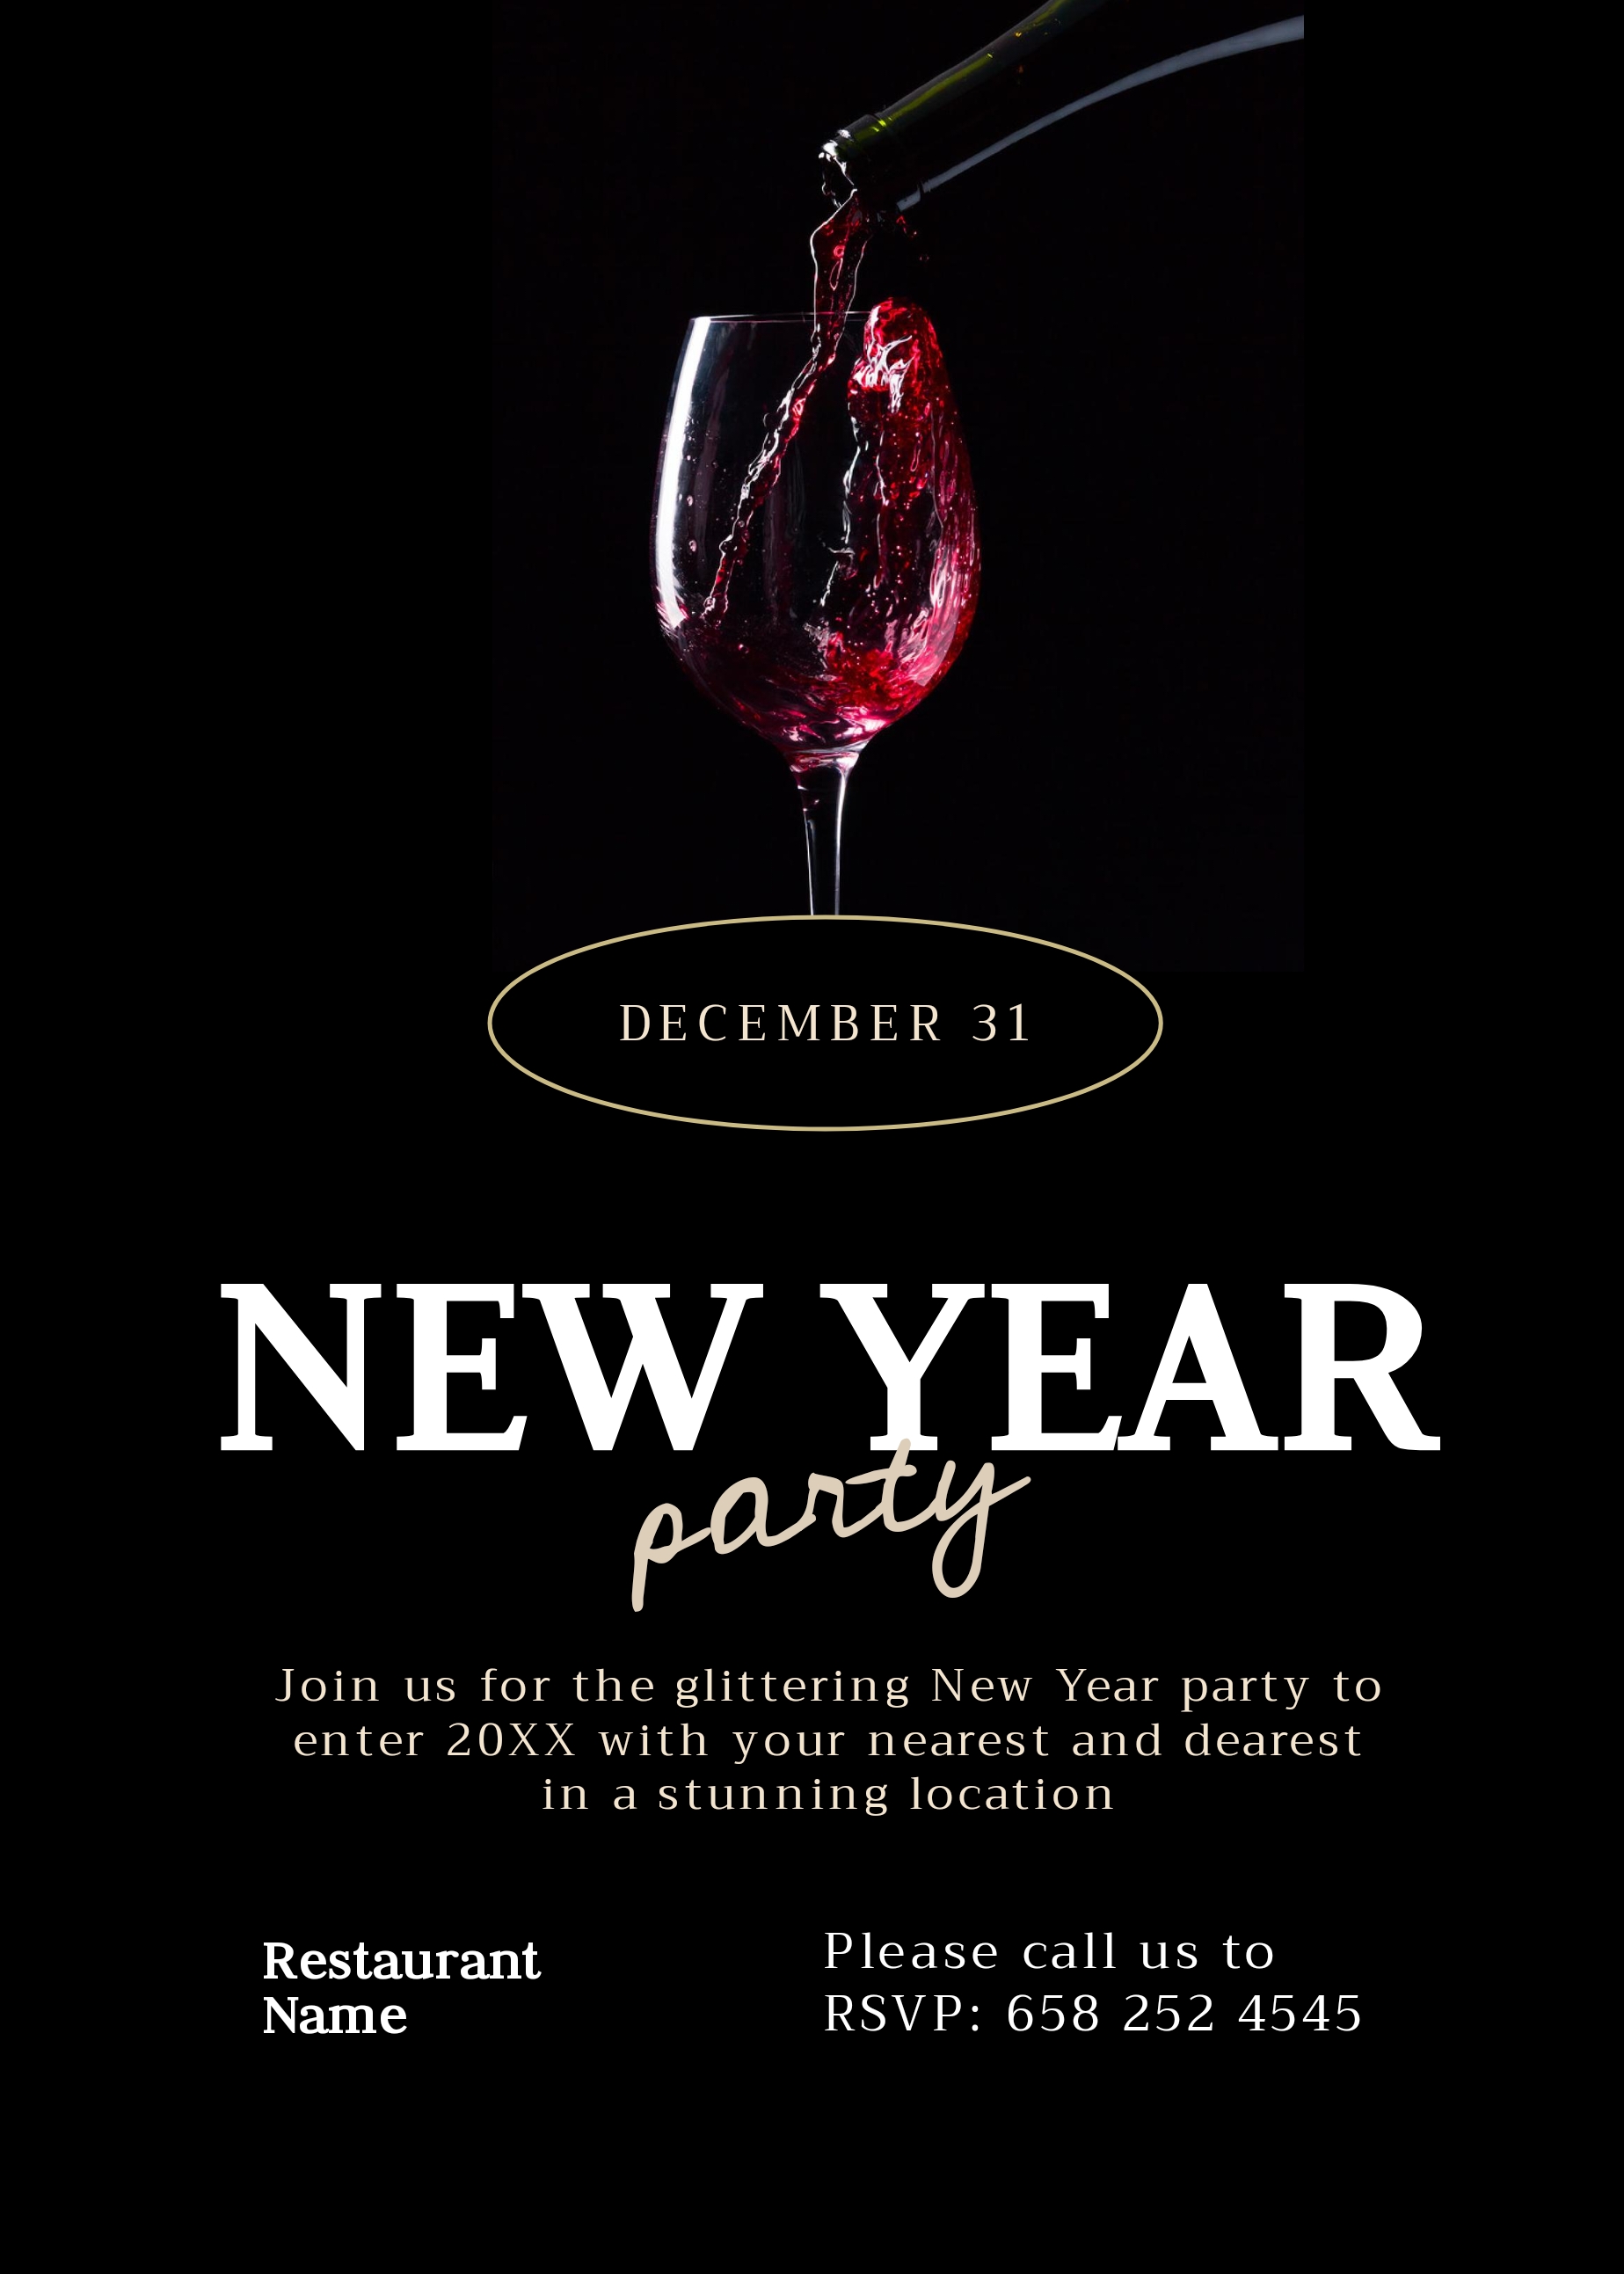 DECEMBER 31
NEW YEAR
party
Join us for the glittering New Year party to
enter 20XX with your nearest and dearest
in a stunning location
Restaurant
Name
Please call us to
RSVP: 658 252 4545